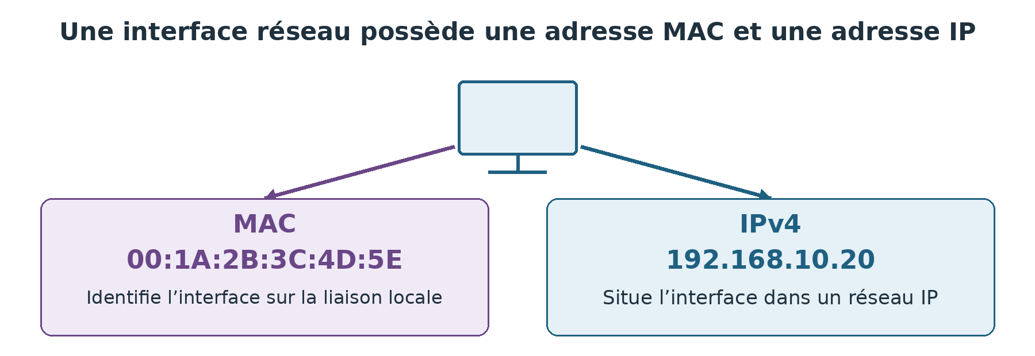 Une interface réseau possède une adresse MAC et une adresse IP
MAC
00:1A:2B:3C:4D:5E
Identifie l’interface sur la liaison locale
IPv4
192.168.10.20
Situe l’interface dans un réseau IP